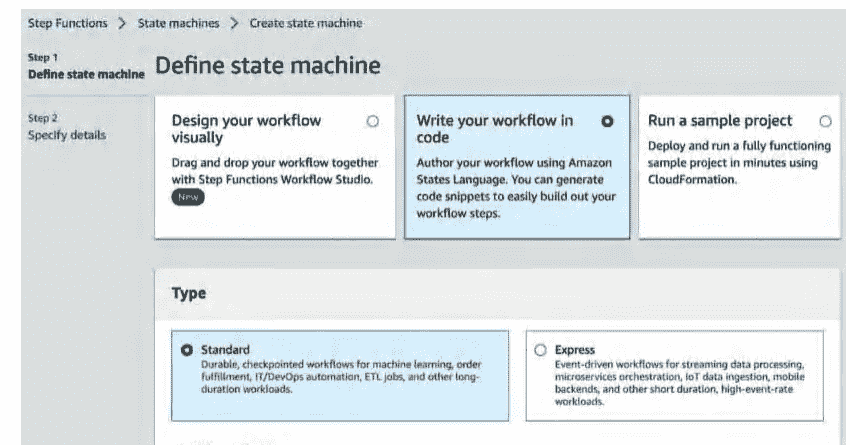 Step Functions > State machines > Create state machine
Step 1
Define state machine
Step 2
Specify details
Define state machine
Design your workflow
visually
Drag and drop your workflow together
with Step Functions Workflow Studio.
New
Write your workflow in
code
Author your workflow using Amazon
States Language. You can generate
code snippets to easily build out your
workflow steps.
Run a sample project
Deploy and run a fully functioning
sample project in minutes using
CloudFormation.
Type
Standard
Durable, checkpointed workflows for machine learning, order
fulfillment, IT/DevOps automation, ETL jobs, and other long-
duration workloads.
Express
Event-driven workflows for streaming data processing,
microservices orchestration, IoT data ingestion, mobile
backends, and other short duration, high-event-rate
workloads.